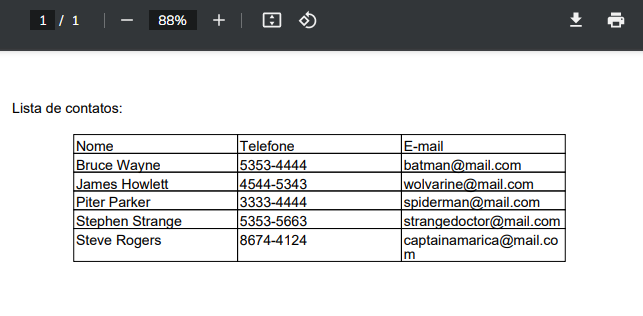 1 / 1 88%
Lista de contatos:
Nome Telefone E-mail
Bruce Wayne 5353-4444 batman@mail.com
James Howlett 4544-5343 wolvarine@mail.com
Piter Parker 3333-4444 spiderman@mail.com
Stephen Strange 5353-5663 strangedoctor@mail.com
Steve Rogers 8674-4124 captainamarica@mail.co
m